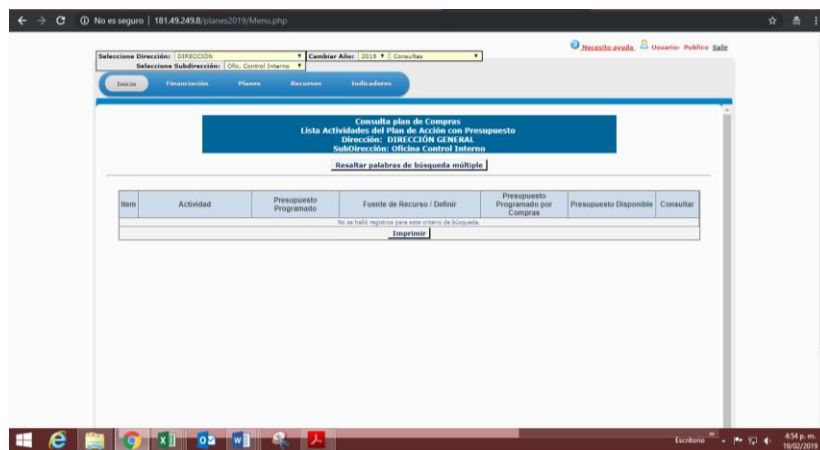 No es seguro | 181.49.249.8/planes2019/Menu.php
Seleccione Dirección: DIRECCIÓN Cambiar Año: 2019 Consultas
Necesito ayuda Usuario: Publico Salir
Seleccione Subdirección: Ofic. Control Interno
Inicio Financiación Planes Recursos Indicadores
Consulta plan de Compras
Lista Actividades del Plan de Acción con Presupuesto
Dirección: DIRECCIÓN GENERAL
SubDirección: Oficina Control Interno
Resaltar palabras de búsqueda múltiple
Item Actividad Presupuesto Programado Fuente de Recurso / Definir Presupuesto Programado por Compras Presupuesto Disponible Consultar
No se halló registros para este criterio de búsqueda.
Imprimir
Escritorio
4:54 p. m.
19/02/2019